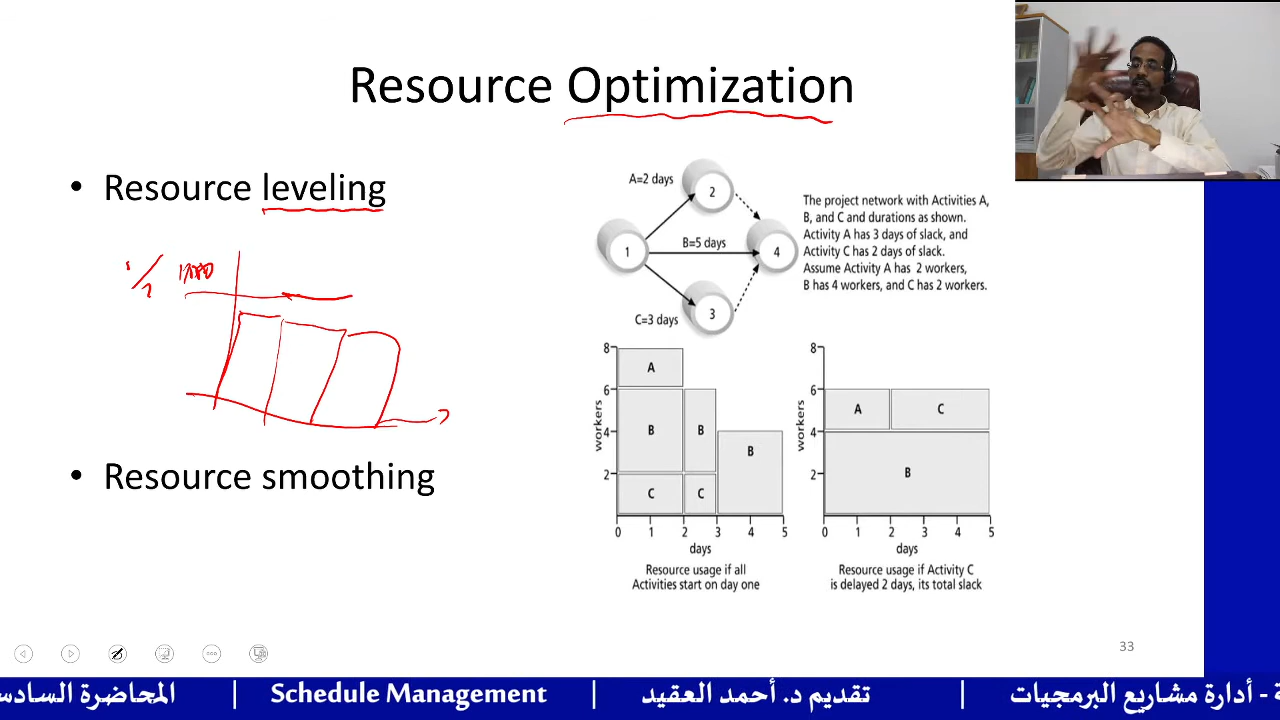 Resource Optimization
• Resource leveling
• Resource smoothing
A=2 days
B=5 days
C=3 days
1
2
3
4
The project network with Activities A,
B, and C and durations as shown.
Activity A has 3 days of slack, and
Activity C has 2 days of slack.
Assume Activity A has 2 workers,
B has 4 workers, and C has 2 workers.
8
6
4
2
workers
A
B
B
B
C
C
0 1 2 3 4 5
days
Resource usage if all
Activities start on day one
8
6
4
2
workers
A
C
B
0 1 2 3 4 5
days
Resource usage if Activity C
is delayed 2 days, its total slack
33
ة - أدارة مشاريع البرمجيات | تقديم د. أحمد العقيد | Schedule Management | المحاضرة السادس